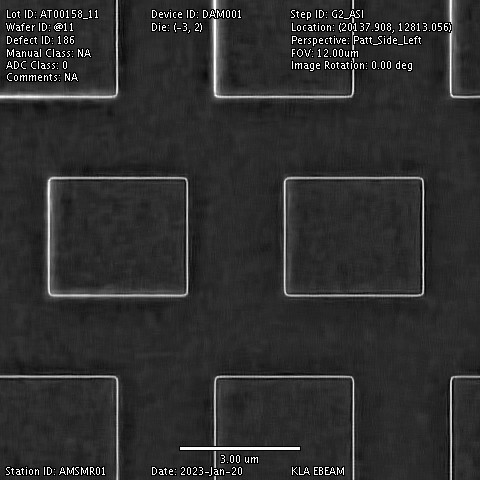 Lot ID: AT00158_11 Device ID: DAM001 Step ID: G2_ASI
Wafer ID: @11 Die: (-3, 2) Location: (20137.908, 12813.056)
Defect ID: 186 Perspective: Patt_Side_Left
Manual Class: NA FOV: 12.00um
ADC Class: 0 Image Rotation: 0.00 deg
Comments: NA
3.00 um
Station ID: AMSMR01 Date: 2023-Jan-20 KLA EBEAM